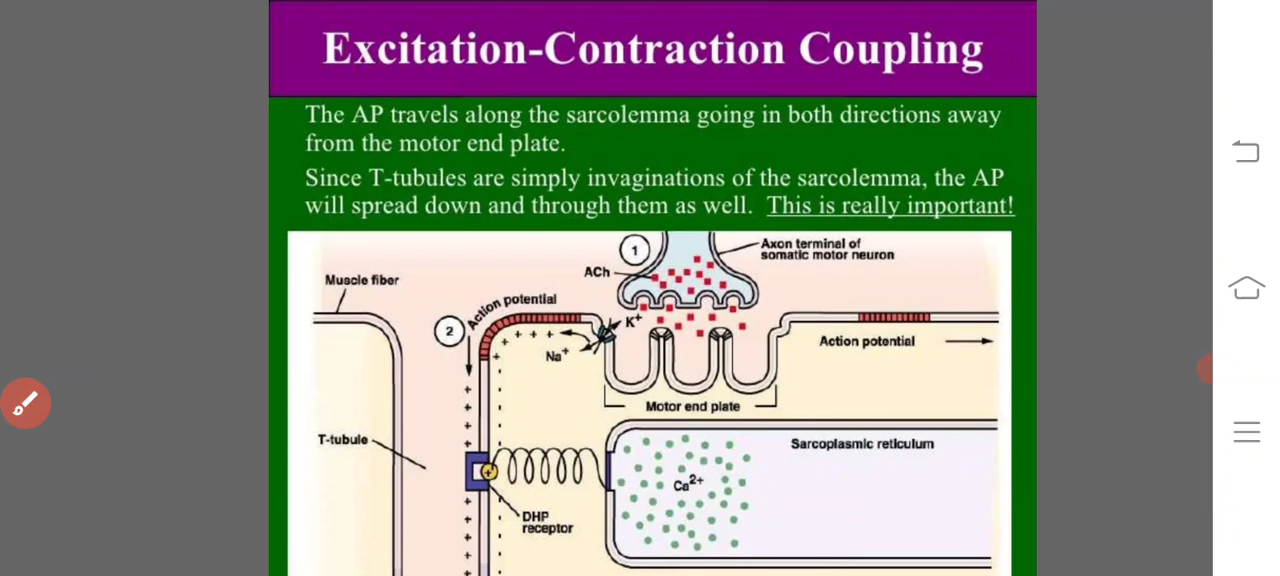 Excitation-Contraction Coupling
The AP travels along the sarcolemma going in both directions away
from the motor end plate.
Since T-tubules are simply invaginations of the sarcolemma, the AP
will spread down and through them as well. This is really important!
1
Axon terminal of
somatic motor neuron
ACh
Muscle fiber
Action potential
2
K+
Na+
Action potential
Motor end plate
T-tubule
Sarcoplasmic reticulum
Ca2+
DHP
receptor